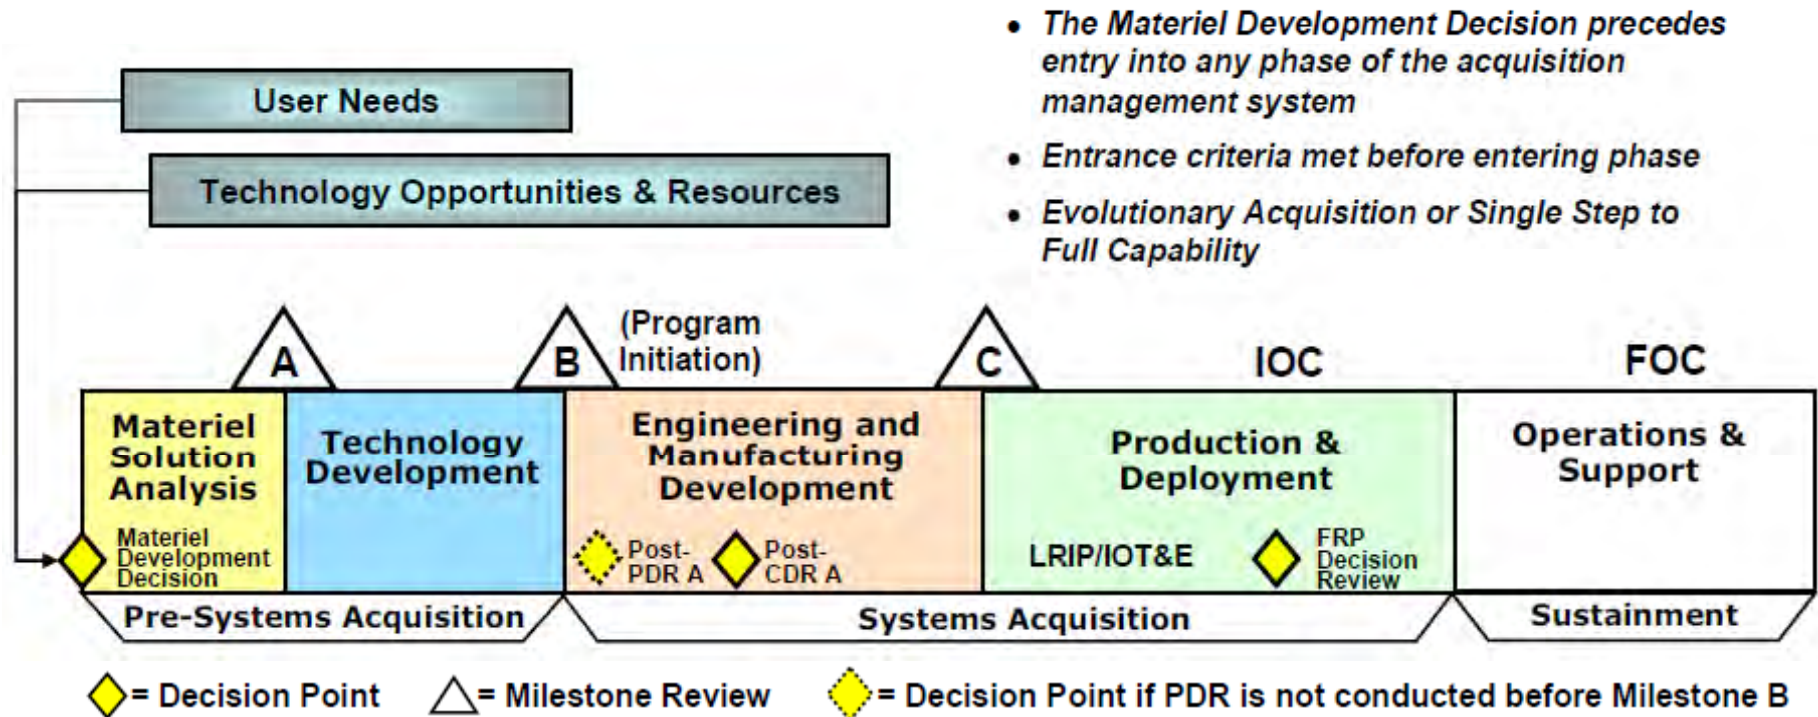 • The Materiel Development Decision precedes
entry into any phase of the acquisition
management system
• Entrance criteria met before entering phase
• Evolutionary Acquisition or Single Step to
Full Capability
User Needs
Technology Opportunities & Resources
A
B
(Program
Initiation)
C
IOC
FOC
Materiel
Solution
Analysis
Technology
Development
Engineering and
Manufacturing
Development
Production &
Deployment
Operations &
Support
Materiel
Development
Decision
Post-
PDR A
Post-
CDR A
LRIP/IOT&E
FRP
Decision
Review
Pre-Systems Acquisition
Systems Acquisition
Sustainment
= Decision Point
= Milestone Review
= Decision Point if PDR is not conducted before Milestone B